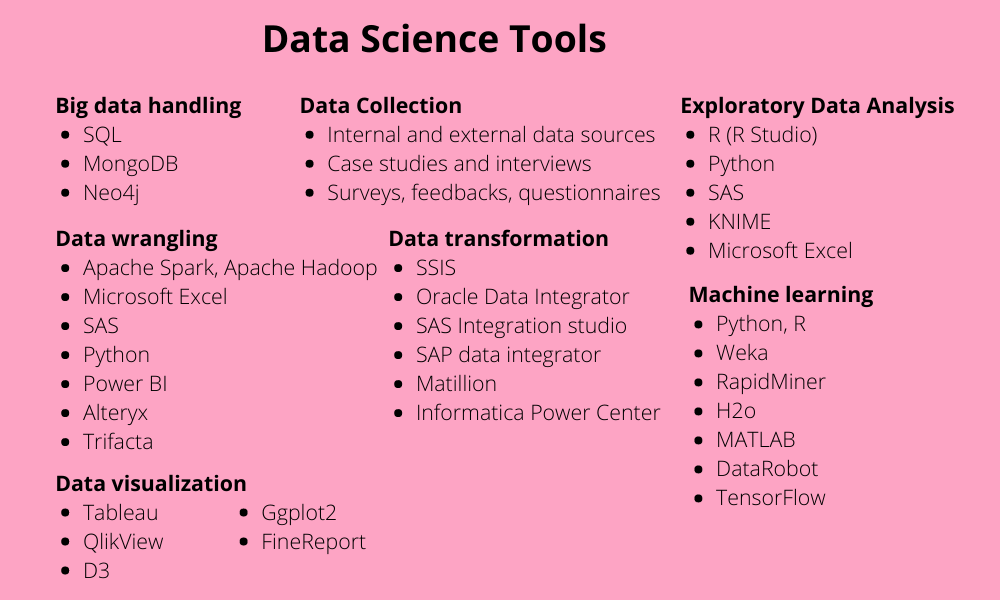 Data Science Tools
Big data handling
SQL
MongoDB
Neo4j
Data Collection
Internal and external data sources
Case studies and interviews
Surveys, feedbacks, questionnaires
Exploratory Data Analysis
R (R Studio)
Python
SAS
KNIME
Microsoft Excel
Data wrangling
Apache Spark, Apache Hadoop
Microsoft Excel
SAS
Python
Power BI
Alteryx
Trifacta
Data transformation
SSIS
Oracle Data Integrator
SAS Integration studio
SAP data integrator
Matillion
Informatica Power Center
Machine learning
Python, R
Weka
RapidMiner
H2o
MATLAB
DataRobot
TensorFlow
Data visualization
Tableau
QlikView
D3
Ggplot2
FineReport